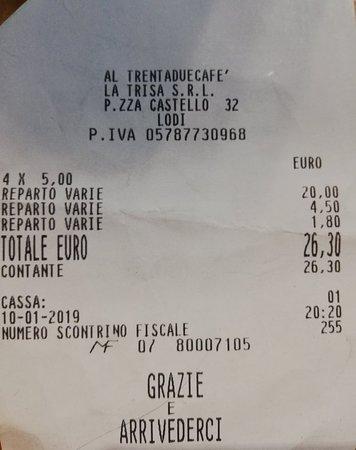 AL TRENTADUECAFE'
LA TRISA S.R.L.
P.ZZA CASTELLO 32
LODI
P.IVA 05787730968
EURO
4 X 5,00
REPARTO VARIE 20,00
REPARTO VARIE 4,50
REPARTO VARIE 1,80
TOTALE EURO 26,30
CONTANTE 26,30
CASSA: 01
10-01-2019 20:20
NUMERO SCONTRINO FISCALE 255
MF 07 80007105
GRAZIE
E
ARRIVEDERCI